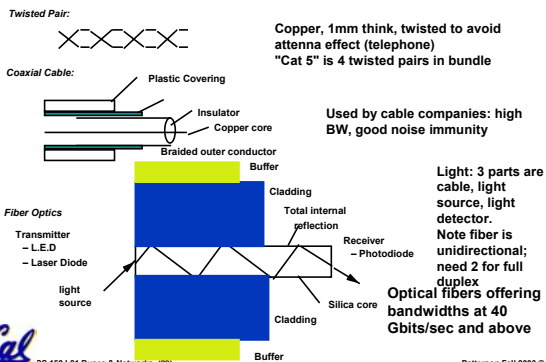 Twisted Pair:
Copper, 1mm think, twisted to avoid
attenna effect (telephone)
"Cat 5" is 4 twisted pairs in bundle
Coaxial Cable:
Plastic Covering
Insulator
Copper core
Braided outer conductor
Used by cable companies: high
BW, good noise immunity
Buffer
Cladding
Total internal
reflection
Fiber Optics
Transmitter
– L.E.D
– Laser Diode
light
source
Receiver
– Photodiode
Silica core
Cladding
Buffer
Light: 3 parts are
cable, light
source, light
detector.
Note fiber is
unidirectional;
need 2 for full
duplex
Optical fibers offering
bandwidths at 40
Gbits/sec and above
Cal